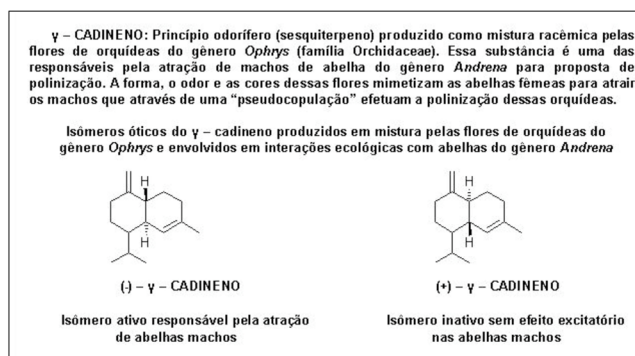 γ – CADINENO: Princípio odorífero (sesquiterpeno) produzido como mistura racêmica pelas
flores de orquídeas do gênero Ophrys (família Orchidaceae). Essa substância é uma das
responsáveis pela atração de machos de abelha do gênero Andrena para proposta de
polinização. A forma, o odor e as cores dessas flores mimetizam as abelhas fêmeas para atrair
os machos que através de uma “pseudocopulação” efetuam a polinização dessas orquídeas.
Isômeros óticos do γ – cadineno produzidos em mistura pelas flores de orquídeas do
gênero Ophrys e envolvidos em interações ecológicas com abelhas do gênero Andrena
H
H
(-) – γ – CADINENO
Isômero ativo responsável pela atração
de abelhas machos
H
H
(+) – γ – CADINENO
Isômero inativo sem efeito excitatório
nas abelhas machos